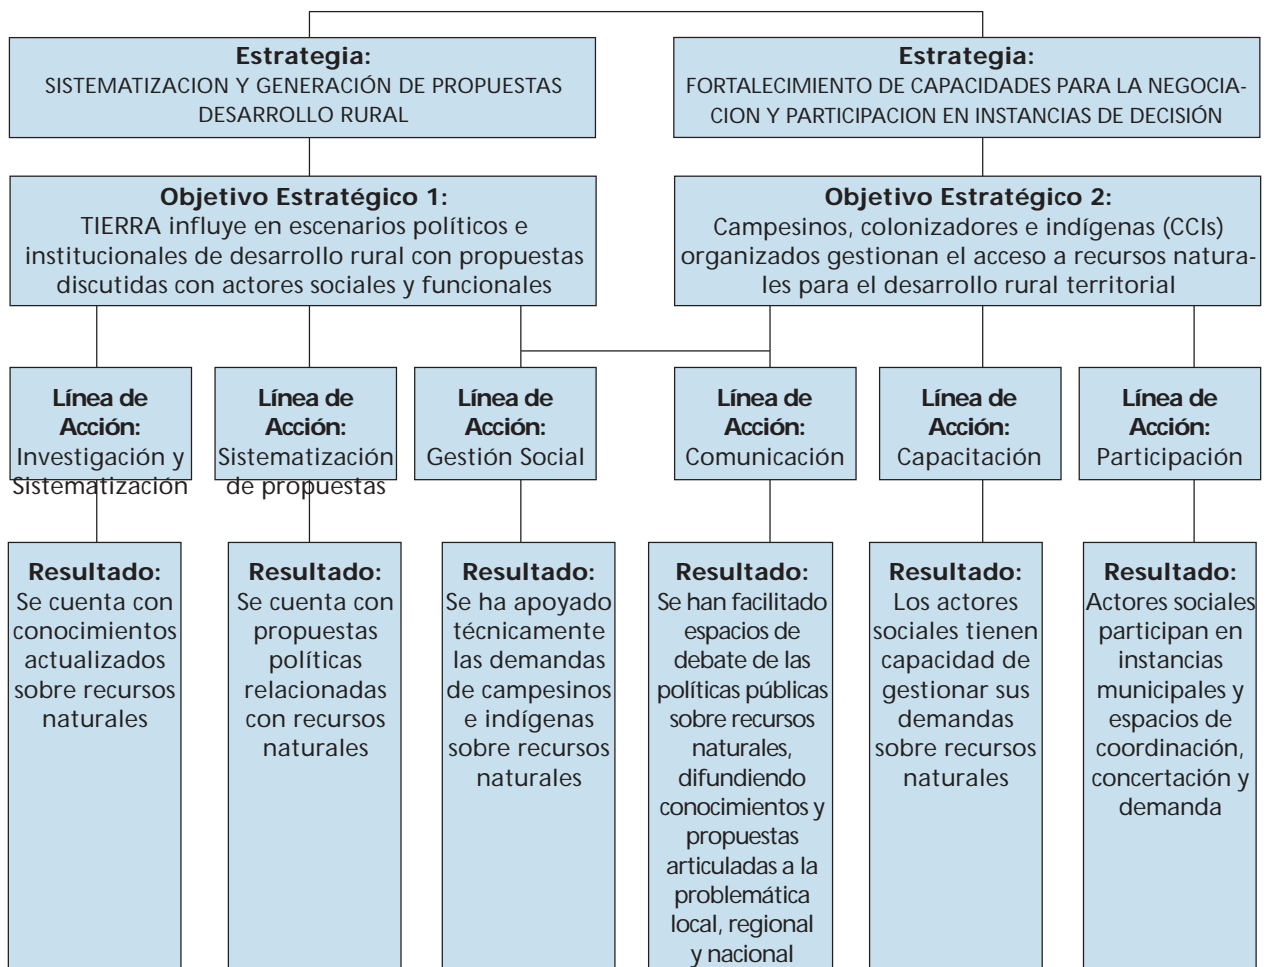 Estrategia:
SISTEMATIZACION Y GENERACIÓN DE PROPUESTAS
DESARROLLO RURAL
Estrategia:
FORTALECIMIENTO DE CAPACIDADES PARA LA NEGOCIA-
CION Y PARTICIPACION EN INSTANCIAS DE DECISIÓN
Objetivo Estratégico 1:
TIERRA influye en escenarios políticos e
institucionales de desarrollo rural con propuestas
discutidas con actores sociales y funcionales
Objetivo Estratégico 2:
Campesinos, colonizadores e indígenas (CCIs)
organizados gestionan el acceso a recursos natura-
les para el desarrollo rural territorial
Línea de
Acción:
Investigación y
Sistematización
Línea de
Acción:
Sistematización
de propuestas
Línea de
Acción:
Gestión Social
Línea de
Acción:
Comunicación
Línea de
Acción:
Capacitación
Línea de
Acción:
Participación
Resultado:
Se cuenta con
conocimientos
actualizados
sobre recursos
naturales
Resultado:
Se cuenta con
propuestas
políticas
relacionadas
con recursos
naturales
Resultado:
Se ha apoyado
técnicamente
las demandas
de campesinos
e indígenas
sobre recursos
naturales
Resultado:
Se han facilitado
espacios de
debate de las
políticas públicas
sobre recursos
naturales,
difundiendo
conocimientos y
propuestas
articuladas a la
problemática
local, regional
y nacional
Resultado:
Los actores
sociales tienen
capacidad de
gestionar sus
demandas
sobre recursos
naturales
Resultado:
Actores sociales
participan en
instancias
municipales y
espacios de
coordinación,
concertación y
demanda